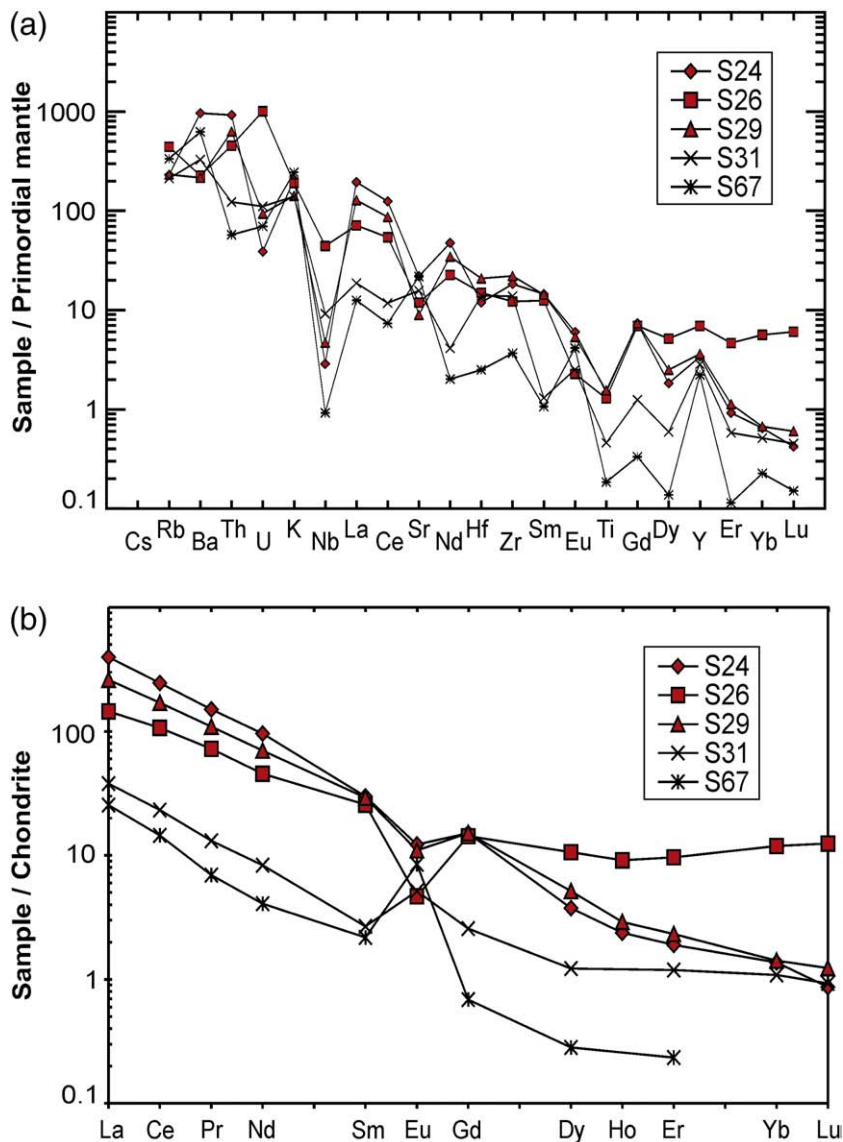 (a)
Sample / Primordial mantle
1000
100
10
1
0.1
S24
S26
S29
S31
S67
Cs Rb Ba Th U K Nb La Ce Sr Nd Hf Zr Sm Eu Ti Gd Dy Y Er Yb Lu
(b)
Sample / Chondrite
100
10
1
0.1
S24
S26
S29
S31
S67
La Ce Pr Nd Sm Eu Gd Dy Ho Er Yb Lu